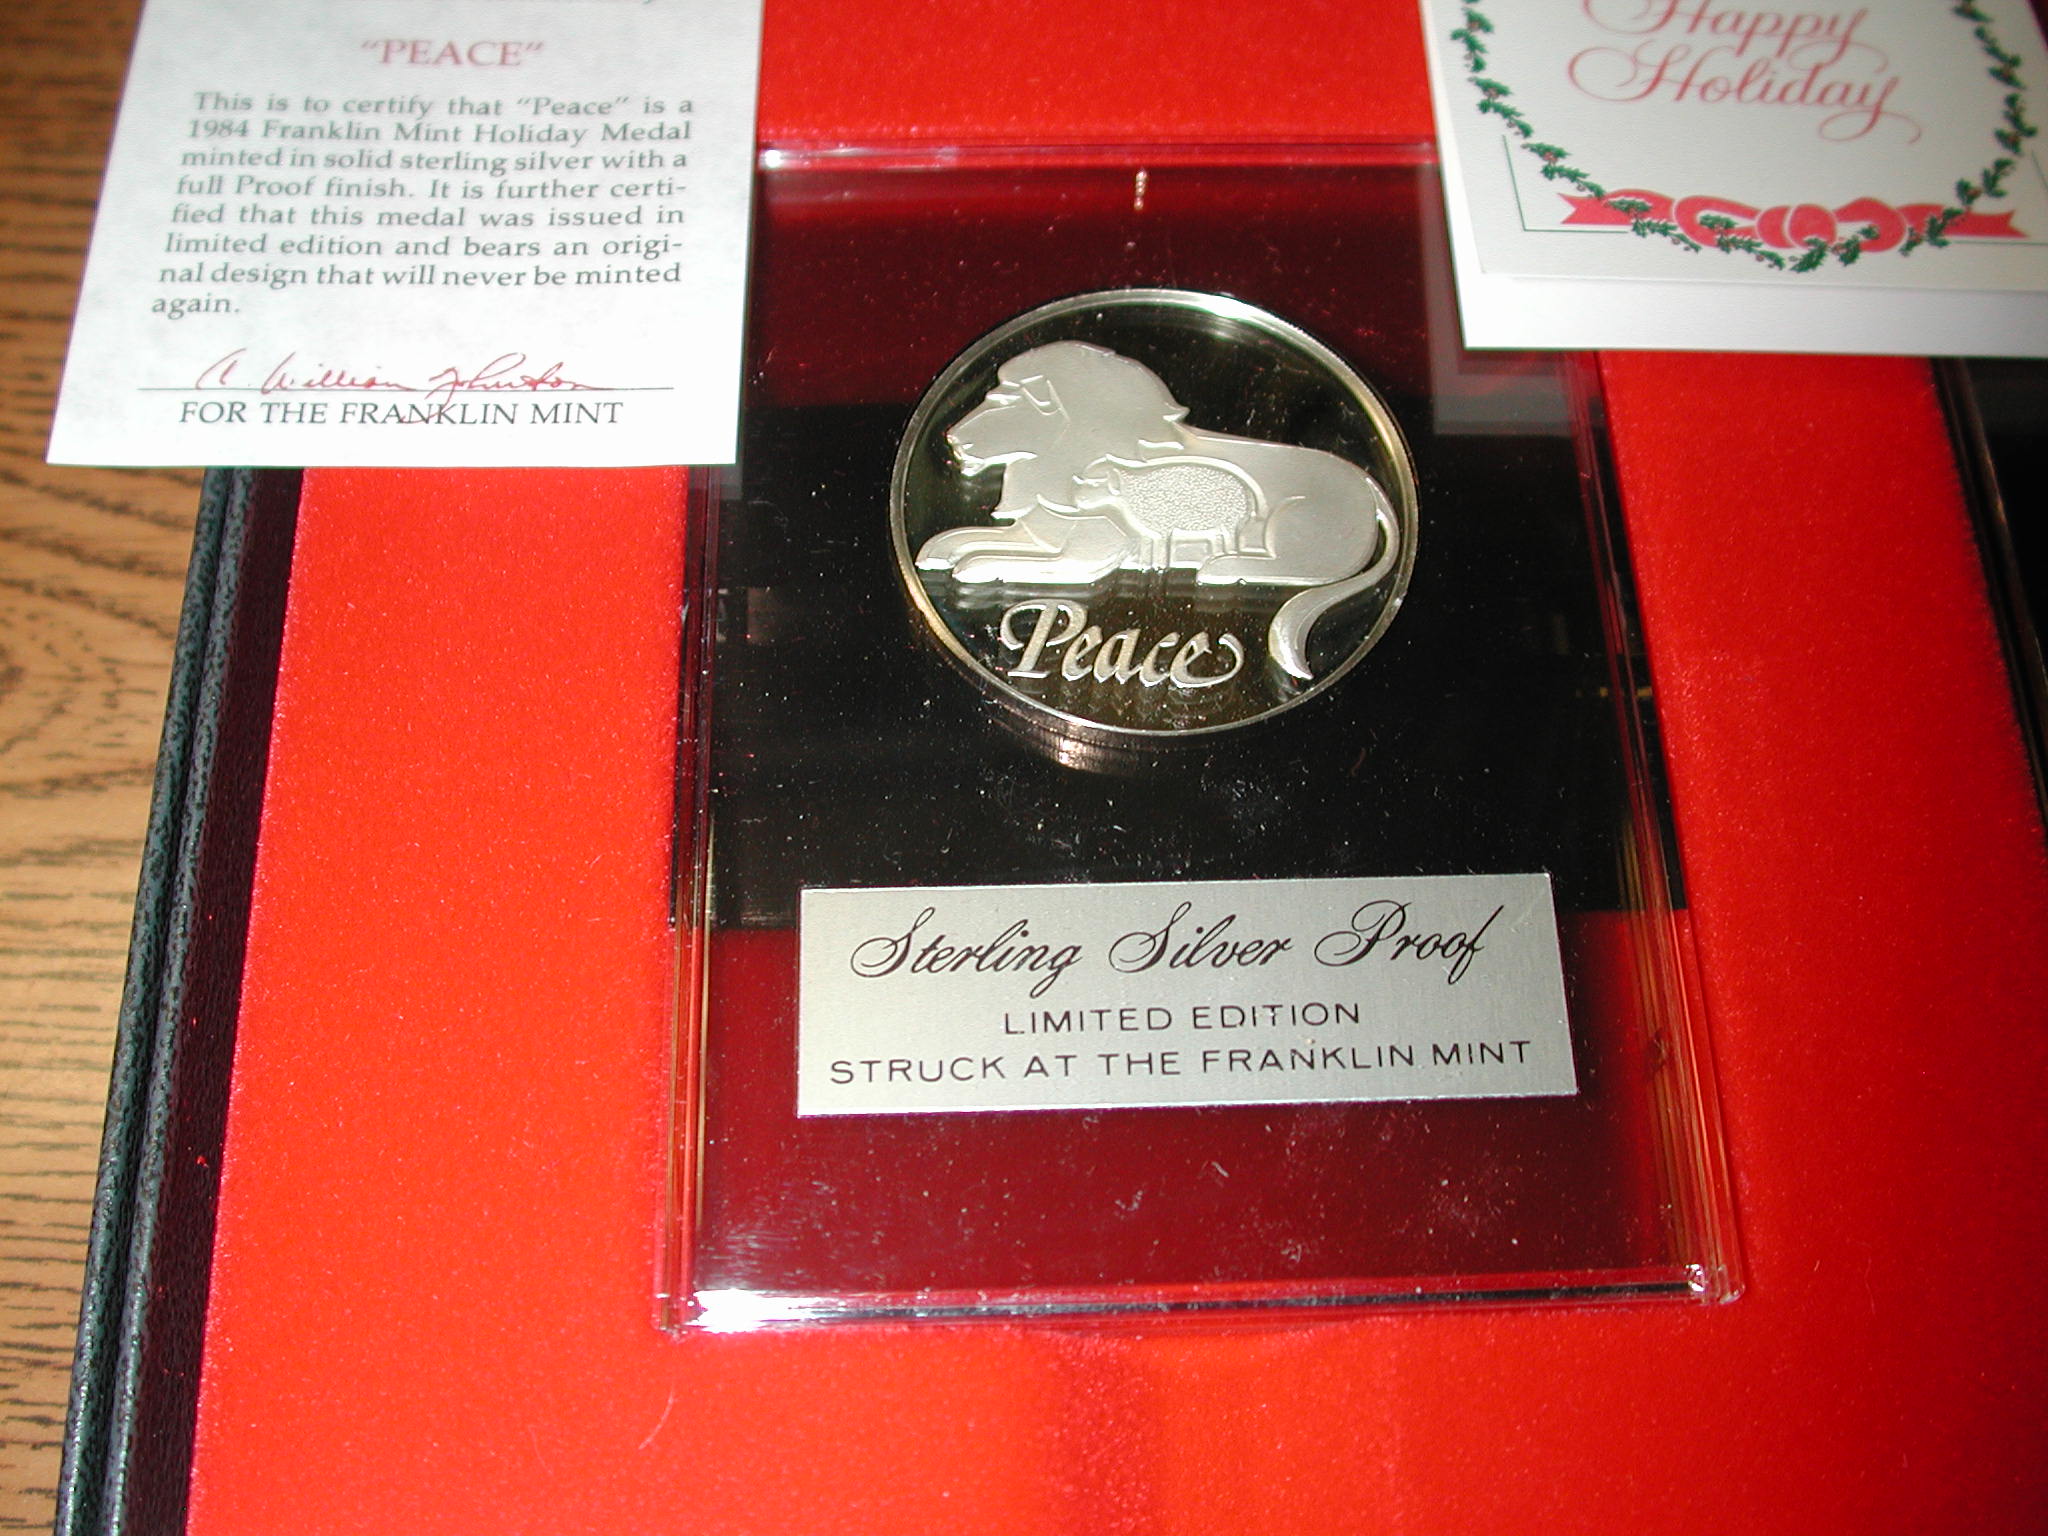 "PEACE"
This is to certify that "Peace" is a
1984 Franklin Mint Holiday Medal
minted in solid sterling silver with a
full Proof finish. It is further certi-
fied that this medal was issued in
limited edition and bears an origi-
nal design that will never be minted
again.
A. William Johnston
FOR THE FRANKLIN MINT
Happy
Holiday
Peace
Sterling Silver Proof
LIMITED EDITION
STRUCK AT THE FRANKLIN MINT